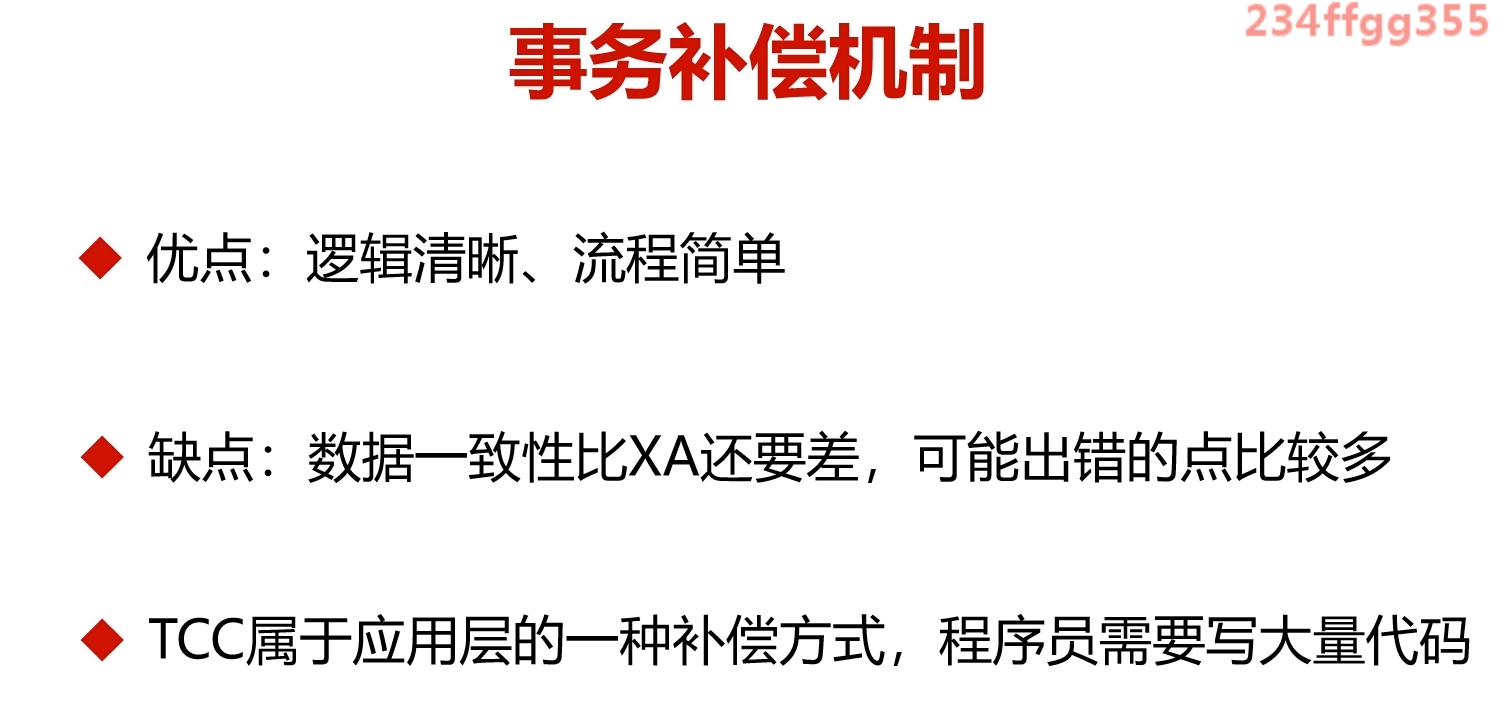 234ffgg355
事务补偿机制
优点：逻辑清晰、流程简单
缺点：数据一致性比XA还要差，可能出错的点比较多
TCC属于应用层的一种补偿方式，程序员需要写大量代码